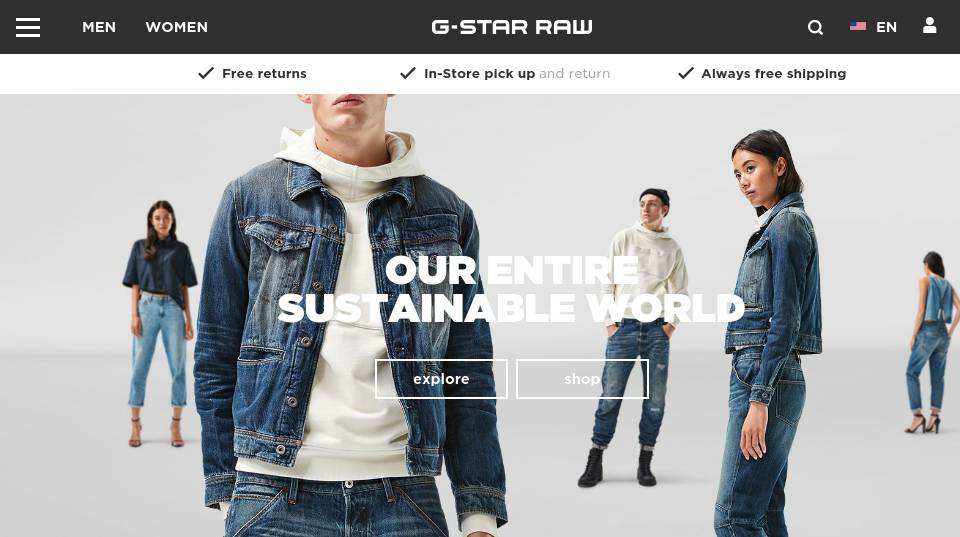 MEN WOMEN G-STAR RAW EN
Free returns In-Store pick up and return Always free shipping
OUR ENTIRE
SUSTAINABLE WORLD
explore shop